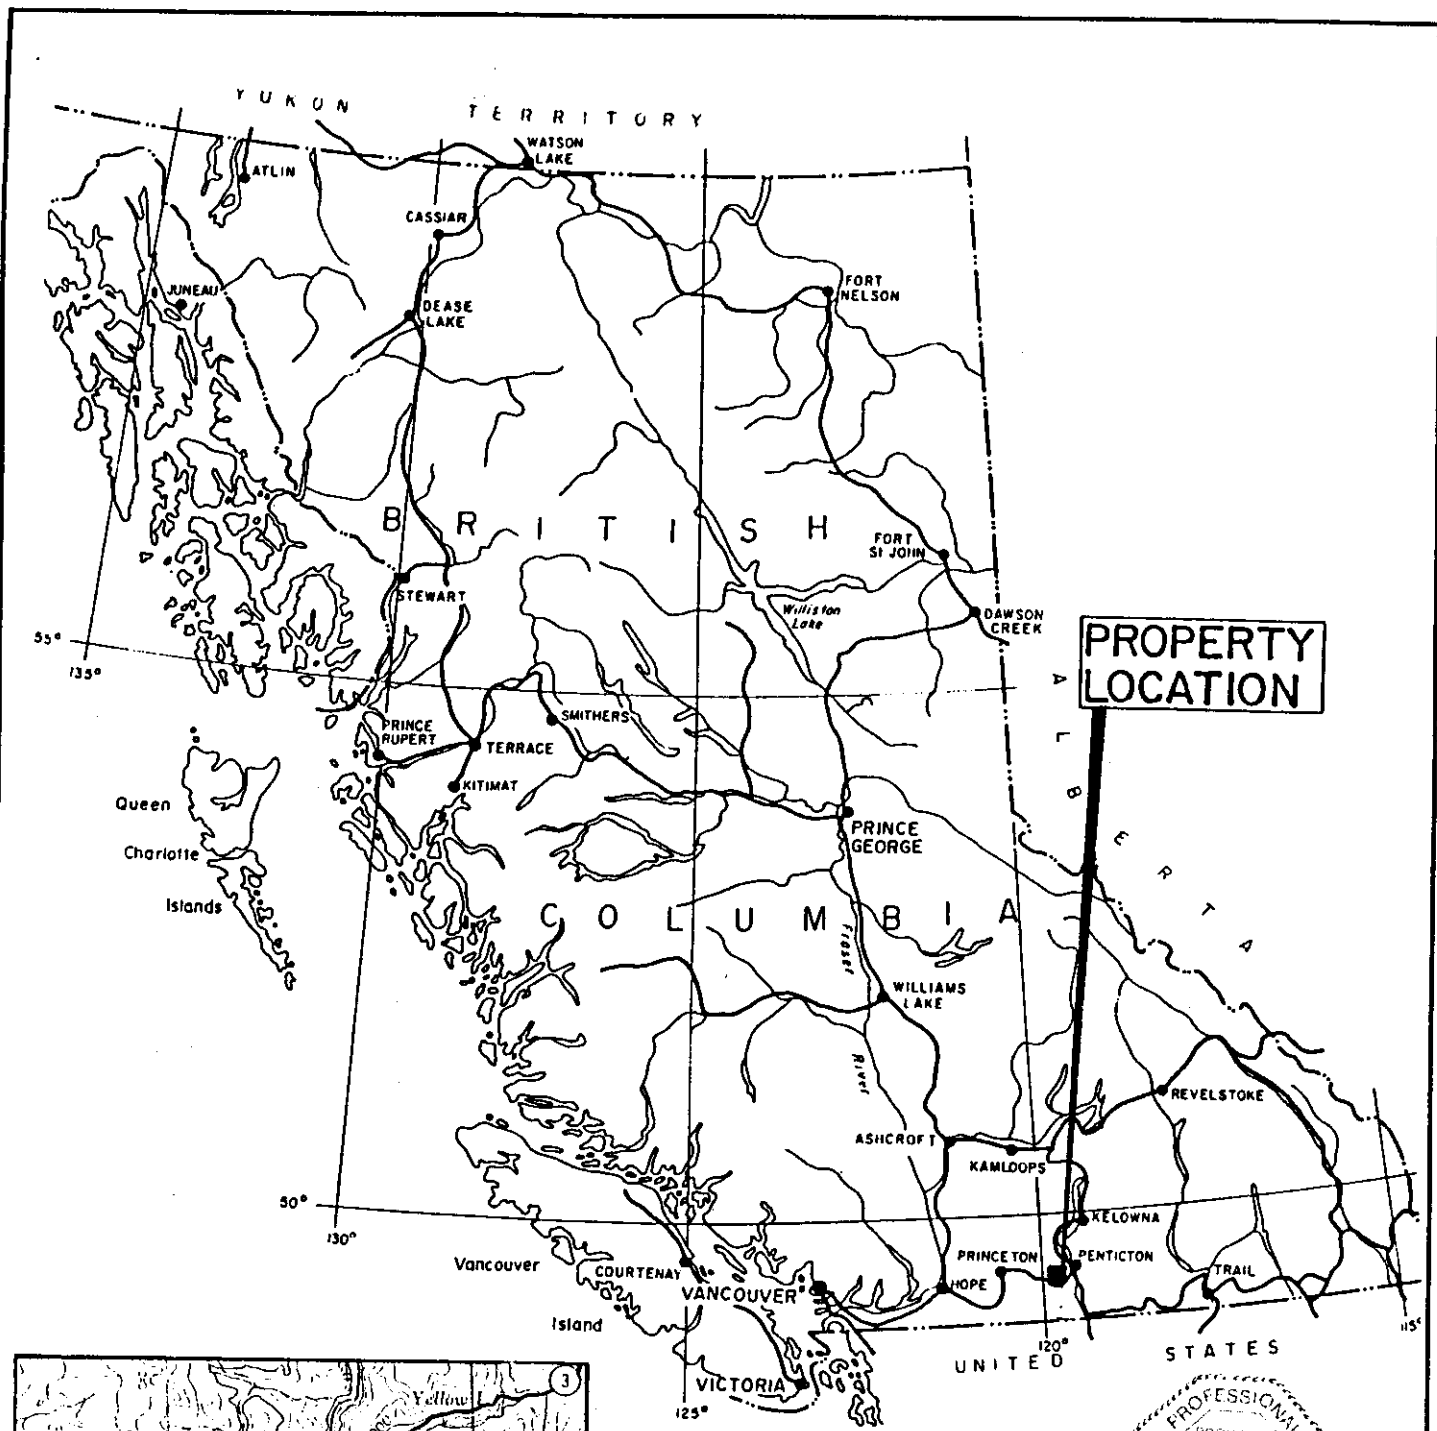 YUKON TERRITORY
WATSON
LAKE
ATLIN
CASSIAR
JUNEAU
DEASE
LAKE
FORT
NELSON
BRITISH
FORT
ST JOHN
STEWART
Williston
Lake
DAWSON
CREEK
PROPERTY
LOCATION
55°
135°
ALBERTA
PRINCE
RUPERT
SMITHERS
TERRACE
KITIMAT
Queen
Charlotte
Islands
PRINCE
GEORGE
COLUMBIA
Fraser
River
WILLIAMS
LAKE
REVELSTOKE
ASHCROFT
KAMLOOPS
50°
130°
KELOWNA
Vancouver
Island
COURTENAY
VANCOUVER
PRINCETON
PENTICTON
HOPE
TRAIL
115°
120°
UNITED STATES
VICTORIA
125°
Yellow L
3
PROFESSIONAL